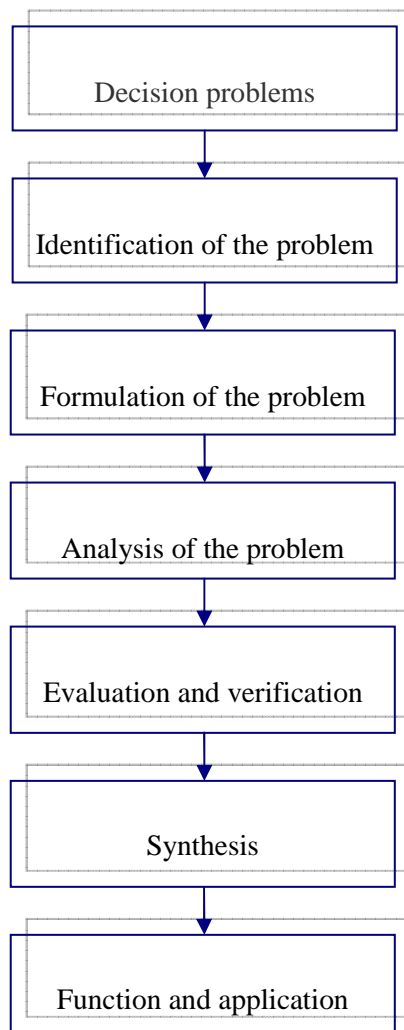 Decision problems
Identification of the problem
Formulation of the problem
Analysis of the problem
Evaluation and verification
Synthesis
Function and application